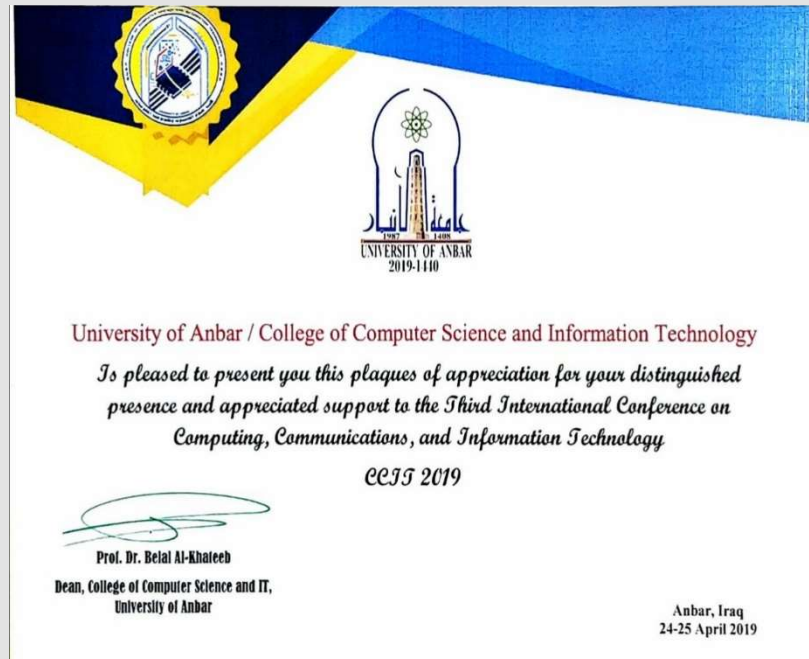 جامعة الأنبار
1987 1408
UNIVERSITY OF ANBAR
2019-1440
University of Anbar / College of Computer Science and Information Technology
Is pleased to present you this plaques of appreciation for your distinguished
presence and appreciated support to the Third International Conference on
Computing, Communications, and Information Technology
CCIT 2019
Prof. Dr. Belal Al-Khateeb
Dean, College of Computer Science and IT,
University of Anbar
Anbar, Iraq
24-25 April 2019